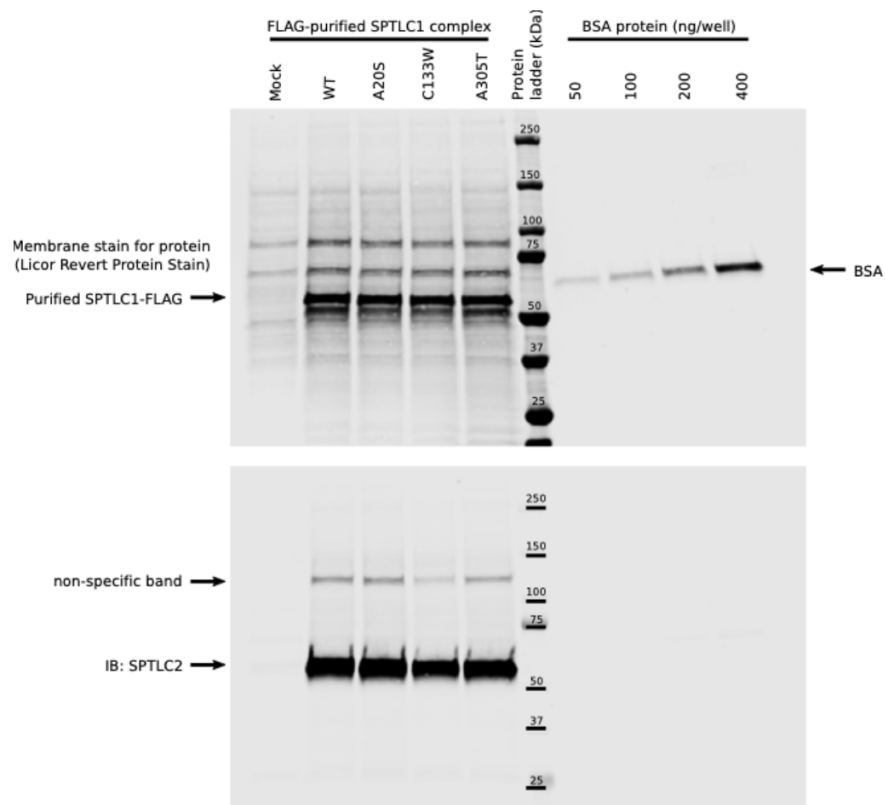 FLAG-purified SPTLC1 complex
Mock
WT
A20S
C133W
A305T
Protein
ladder (kDa)
BSA protein (ng/well)
50
100
200
400
250
150
100
75
50
37
25
Membrane stain for protein
(Licor Revert Protein Stain)
Purified SPTLC1-FLAG
BSA
250
150
100
75
50
37
25
non-specific band
IB: SPTLC2